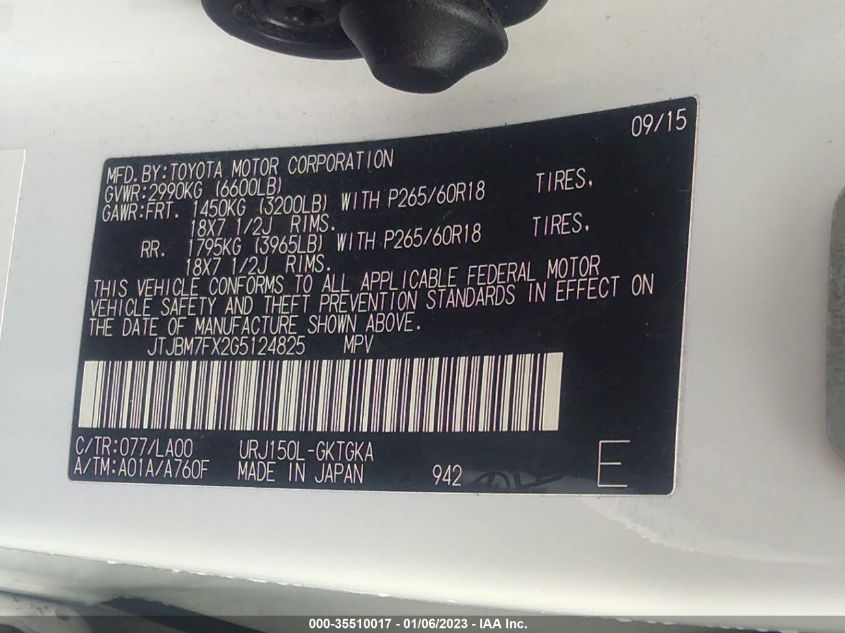 09/15
MFD.BY:TOYOTA MOTOR CORPORATION
GVWR:2990KG (6600LB)
GAWR:FRT. 1450KG (3200LB) WITH P265/60R18 TIRES,
18X7 1/2J RIMS.
RR. 1795KG (3965LB) WITH P265/60R18 TIRES,
18X7 1/2J RIMS.
THIS VEHICLE CONFORMS TO ALL APPLICABLE FEDERAL MOTOR
VEHICLE SAFETY AND THEFT PREVENTION STANDARDS IN EFFECT ON
THE DATE OF MANUFACTURE SHOWN ABOVE.
JTJBM7FX2G5124825 MPV
C/TR:077/LA00 URJ150L-GKTGKA
A/TM:A01A/A760F MADE IN JAPAN 942 E
000-35510017 - 01/06/2023 - IAA Inc.